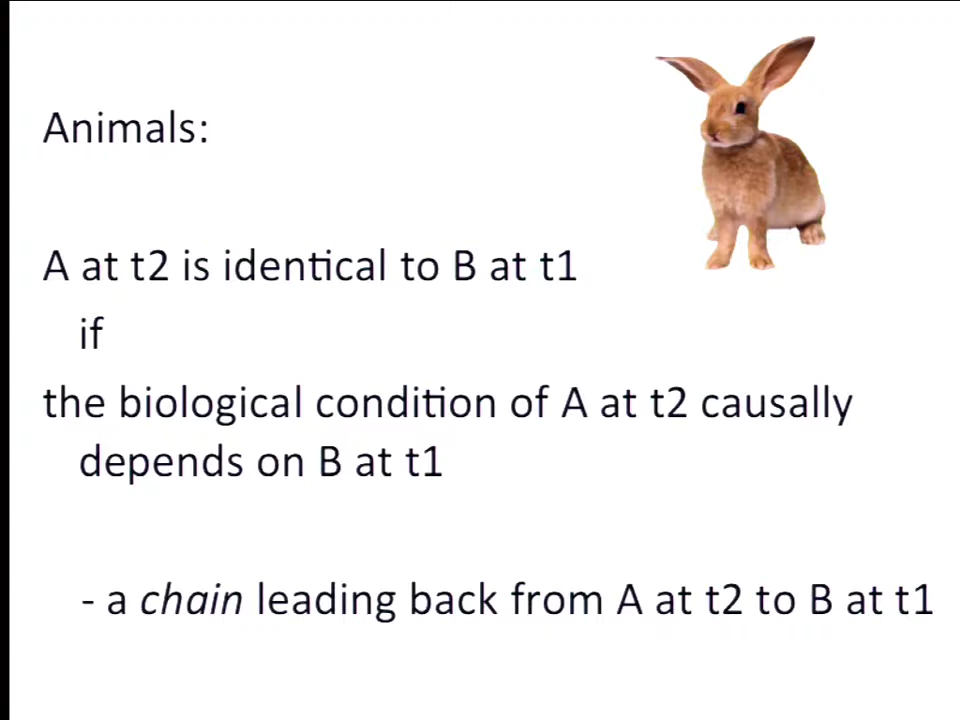 Animals:
A at t2 is identical to B at t1
if
the biological condition of A at t2 causally
depends on B at t1
- a chain leading back from A at t2 to B at t1